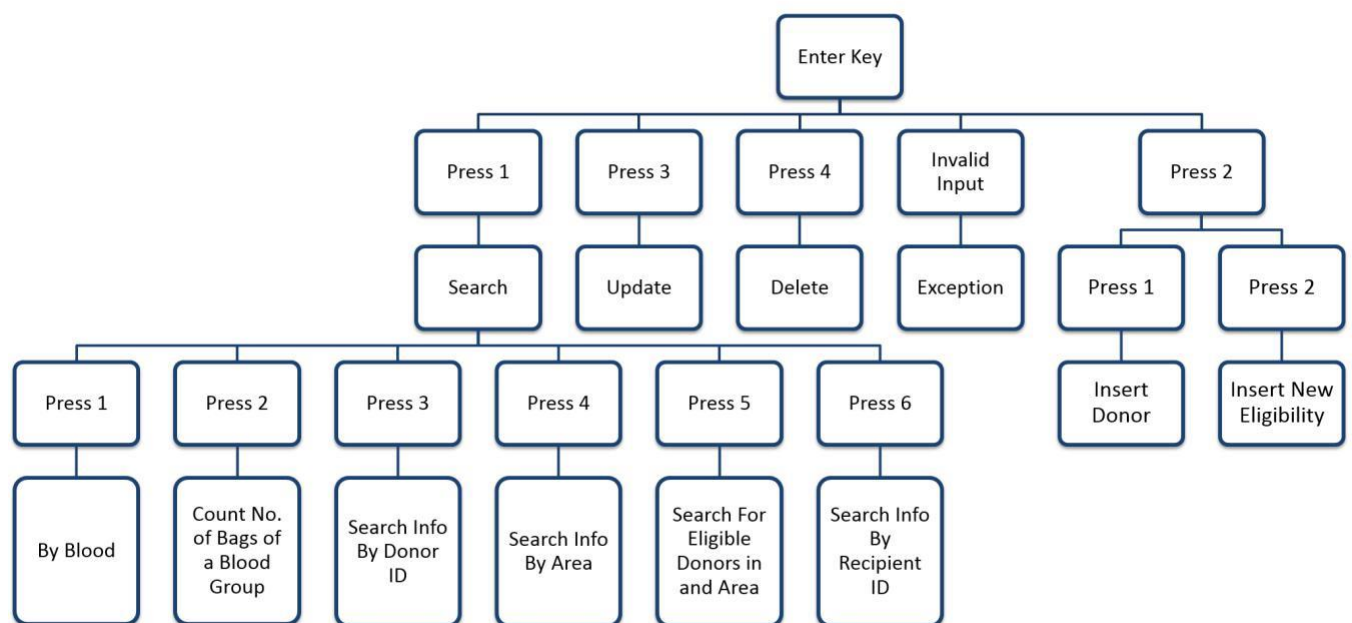 Enter Key
Press 1
Press 3
Press 4
Invalid
Input
Press 2
Search
Update
Delete
Exception
Press 1
Press 2
Press 1
Press 2
Press 3
Press 4
Press 5
Press 6
Insert
Donor
Insert New
Eligibility
By Blood
Count No.
of Bags of
a Blood
Group
Search Info
By Donor
ID
Search Info
By Area
Search For
Eligible
Donors in
and Area
Search Info
By
Recipient
ID